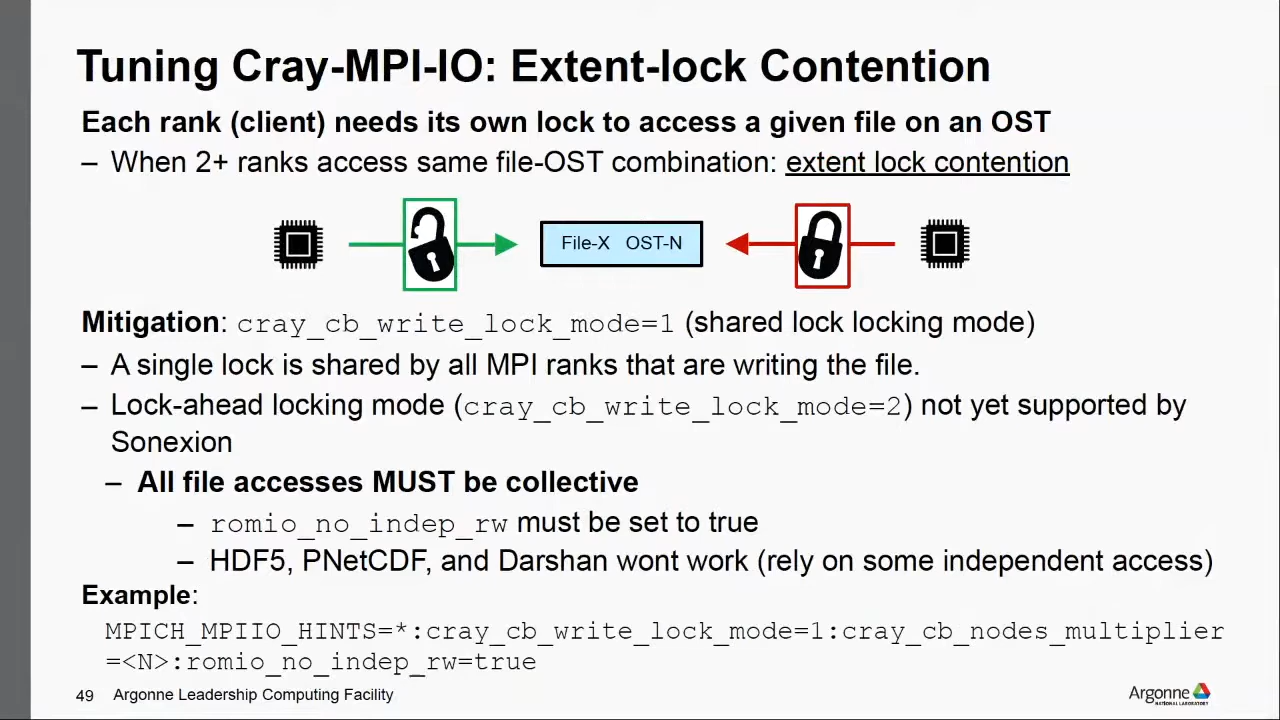 Tuning Cray-MPI-IO: Extent-lock Contention
Each rank (client) needs its own lock to access a given file on an OST
– When 2+ ranks access same file-OST combination: extent lock contention
File-X OST-N
Mitigation: cray_cb_write_lock_mode=1 (shared lock locking mode)
– A single lock is shared by all MPI ranks that are writing the file.
– Lock-ahead locking mode (cray_cb_write_lock_mode=2) not yet supported by
Sonexion
– All file accesses MUST be collective
– romio_no_indep_rw must be set to true
– HDF5, PNetCDF, and Darshan wont work (rely on some independent access)
Example:
MPICH_MPIIO_HINTS=*:cray_cb_write_lock_mode=1:cray_cb_nodes_multiplier
=<N>:romio_no_indep_rw=true
49 Argonne Leadership Computing Facility
Argonne
NATIONAL LABORATORY